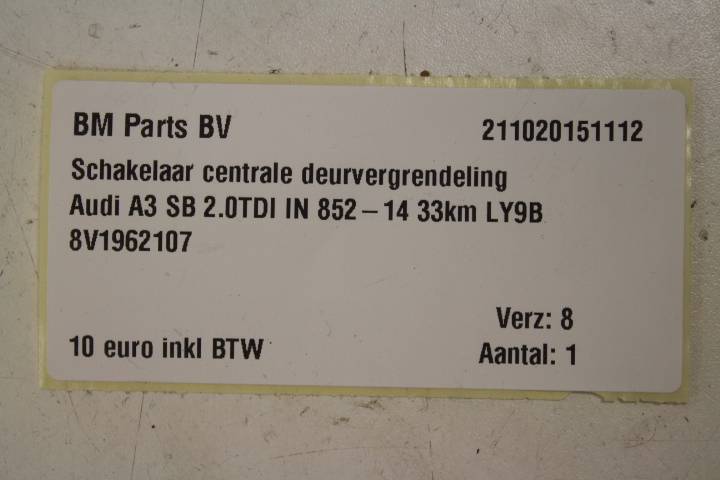 BM Parts BV 211020151112
Schakelaar centrale deurvergrendeling
Audi A3 SB 2.0TDI IN 852 – 14 33km LY9B
8V1962107
Verz: 8
10 euro inkl BTW Aantal: 1